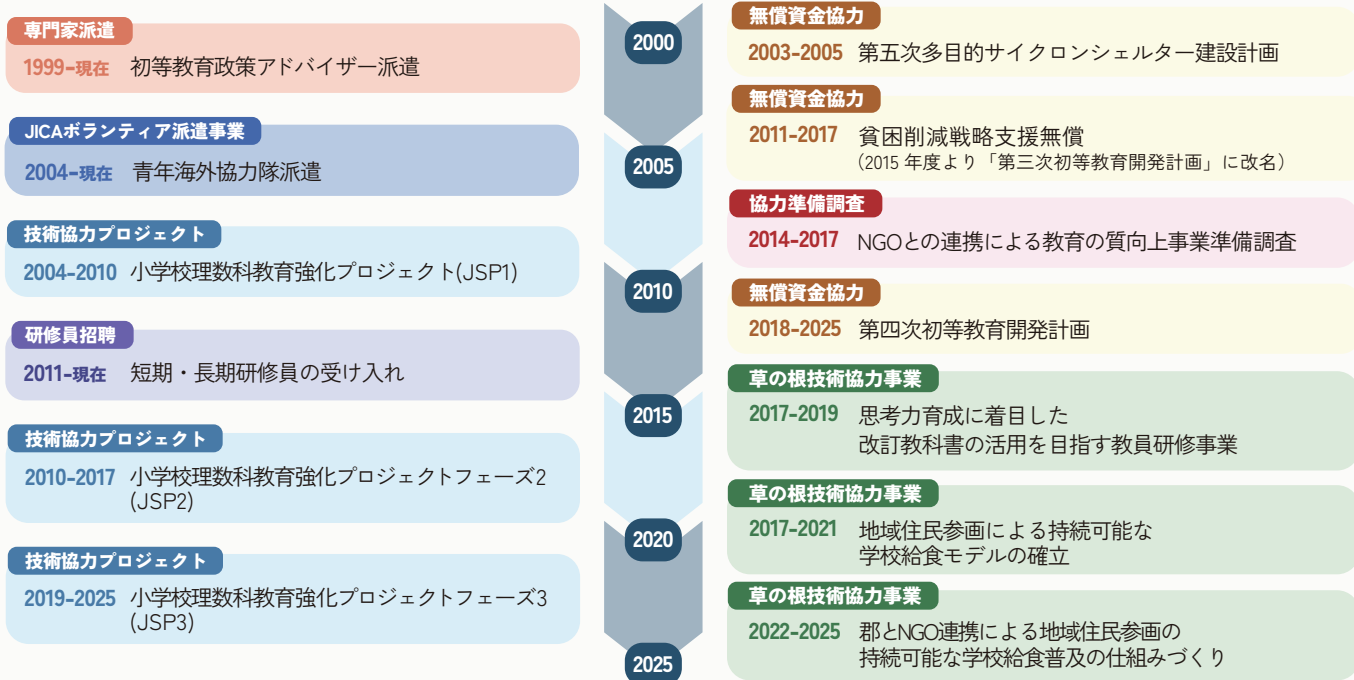 専門家派遣
1999-現在 初等教育政策アドバイザー派遣
JICAボランティア派遣事業
2004-現在 青年海外協力隊派遣
技術協力プロジェクト
2004-2010 小学校理数科教育強化プロジェクト(JSP1)
研修員招聘
2011-現在 短期・長期研修員の受け入れ
技術協力プロジェクト
2010-2017 小学校理数科教育強化プロジェクトフェーズ2
(JSP2)
技術協力プロジェクト
2019-2025 小学校理数科教育強化プロジェクトフェーズ3
(JSP3)
2000
2005
2010
2015
2020
2025
無償資金協力
2003-2005 第五次多目的サイクロンシェルター建設計画
無償資金協力
2011-2017 貧困削減戦略支援無償
(2015 年度より「第三次初等教育開発計画」に改名)
協力準備調査
2014-2017 NGOとの連携による教育の質向上事業準備調査
無償資金協力
2018-2025 第四次初等教育開発計画
草の根技術協力事業
2017-2019 思考力育成に着目した
改訂教科書の活用を目指す教員研修事業
草の根技術協力事業
2017-2021 地域住民参画による持続可能な
学校給食モデルの確立
草の根技術協力事業
2022-2025 郡とNGO連携による地域住民参画の
持続可能な学校給食普及の仕組みづくり